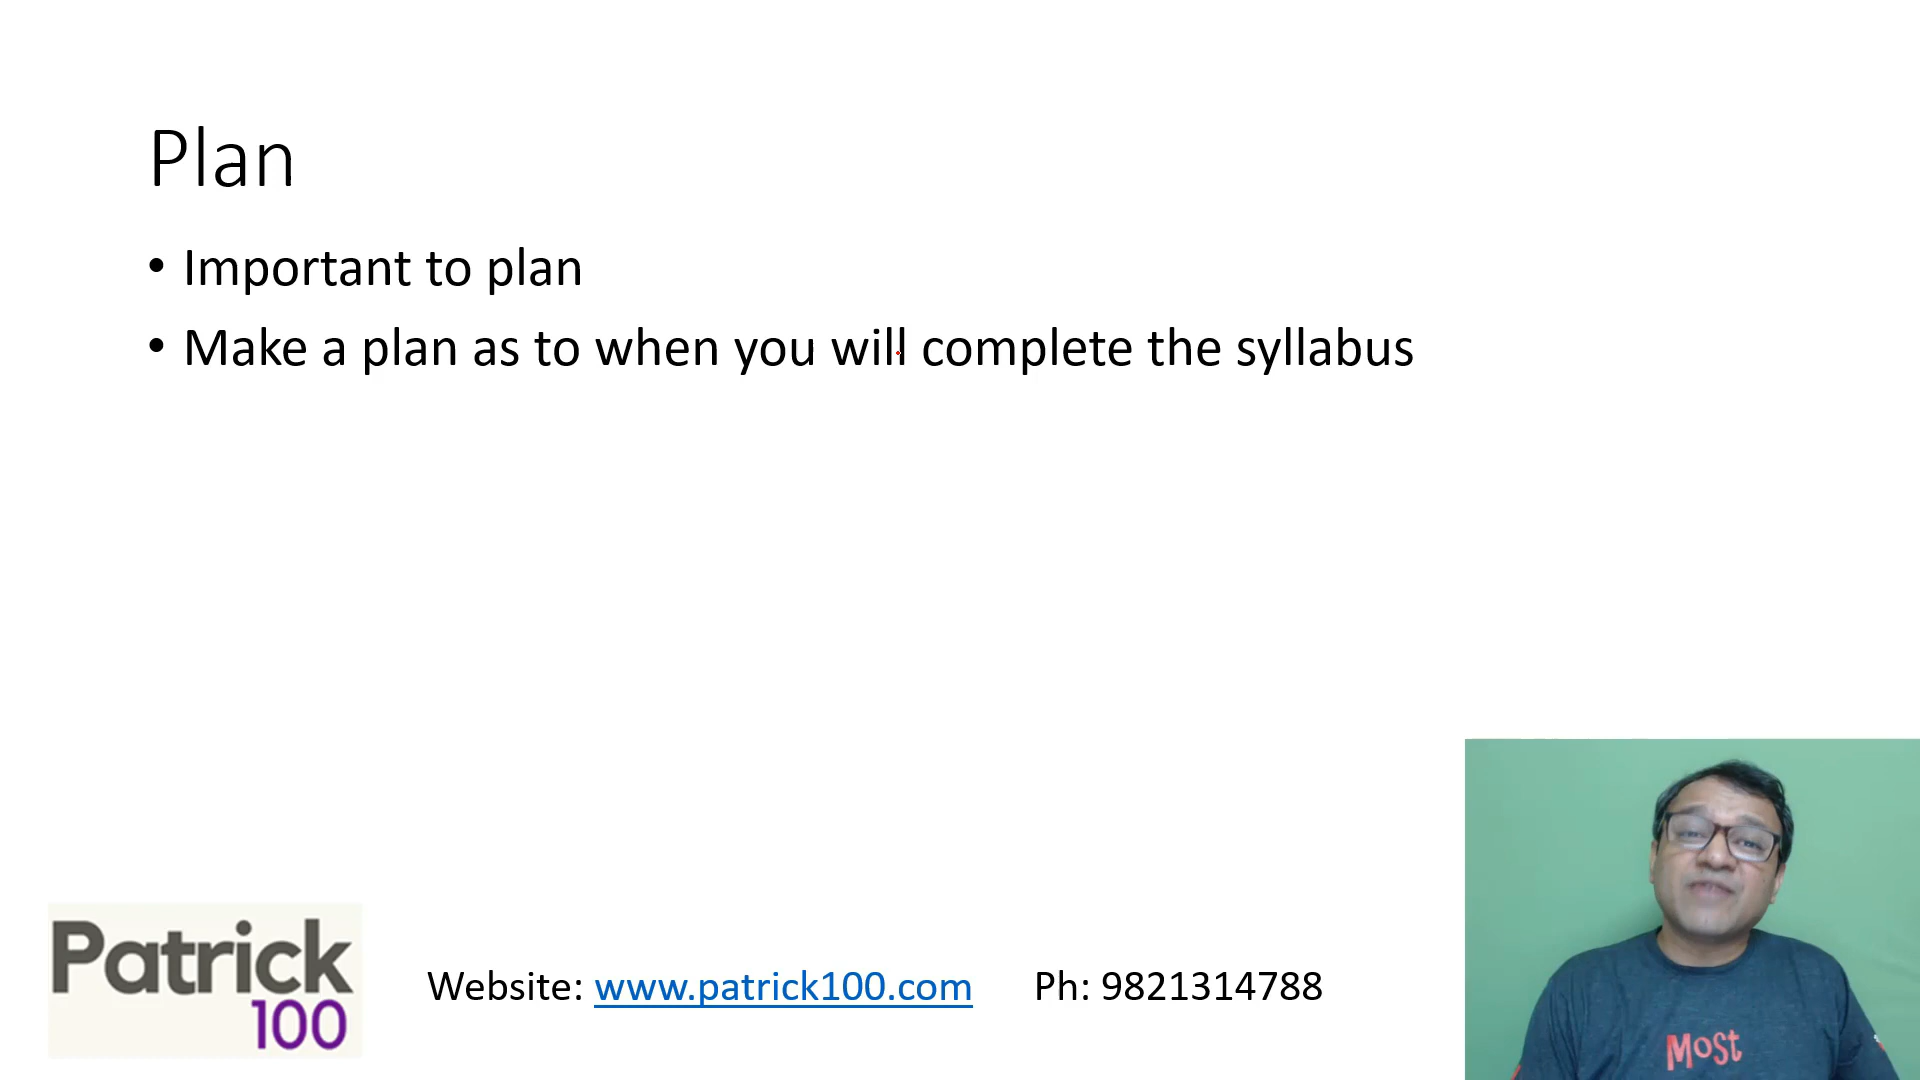 Plan
• Important to plan
• Make a plan as to when you will complete the syllabus
Patrick
100
Website: www.patrick100.com Ph: 9821314788
Most